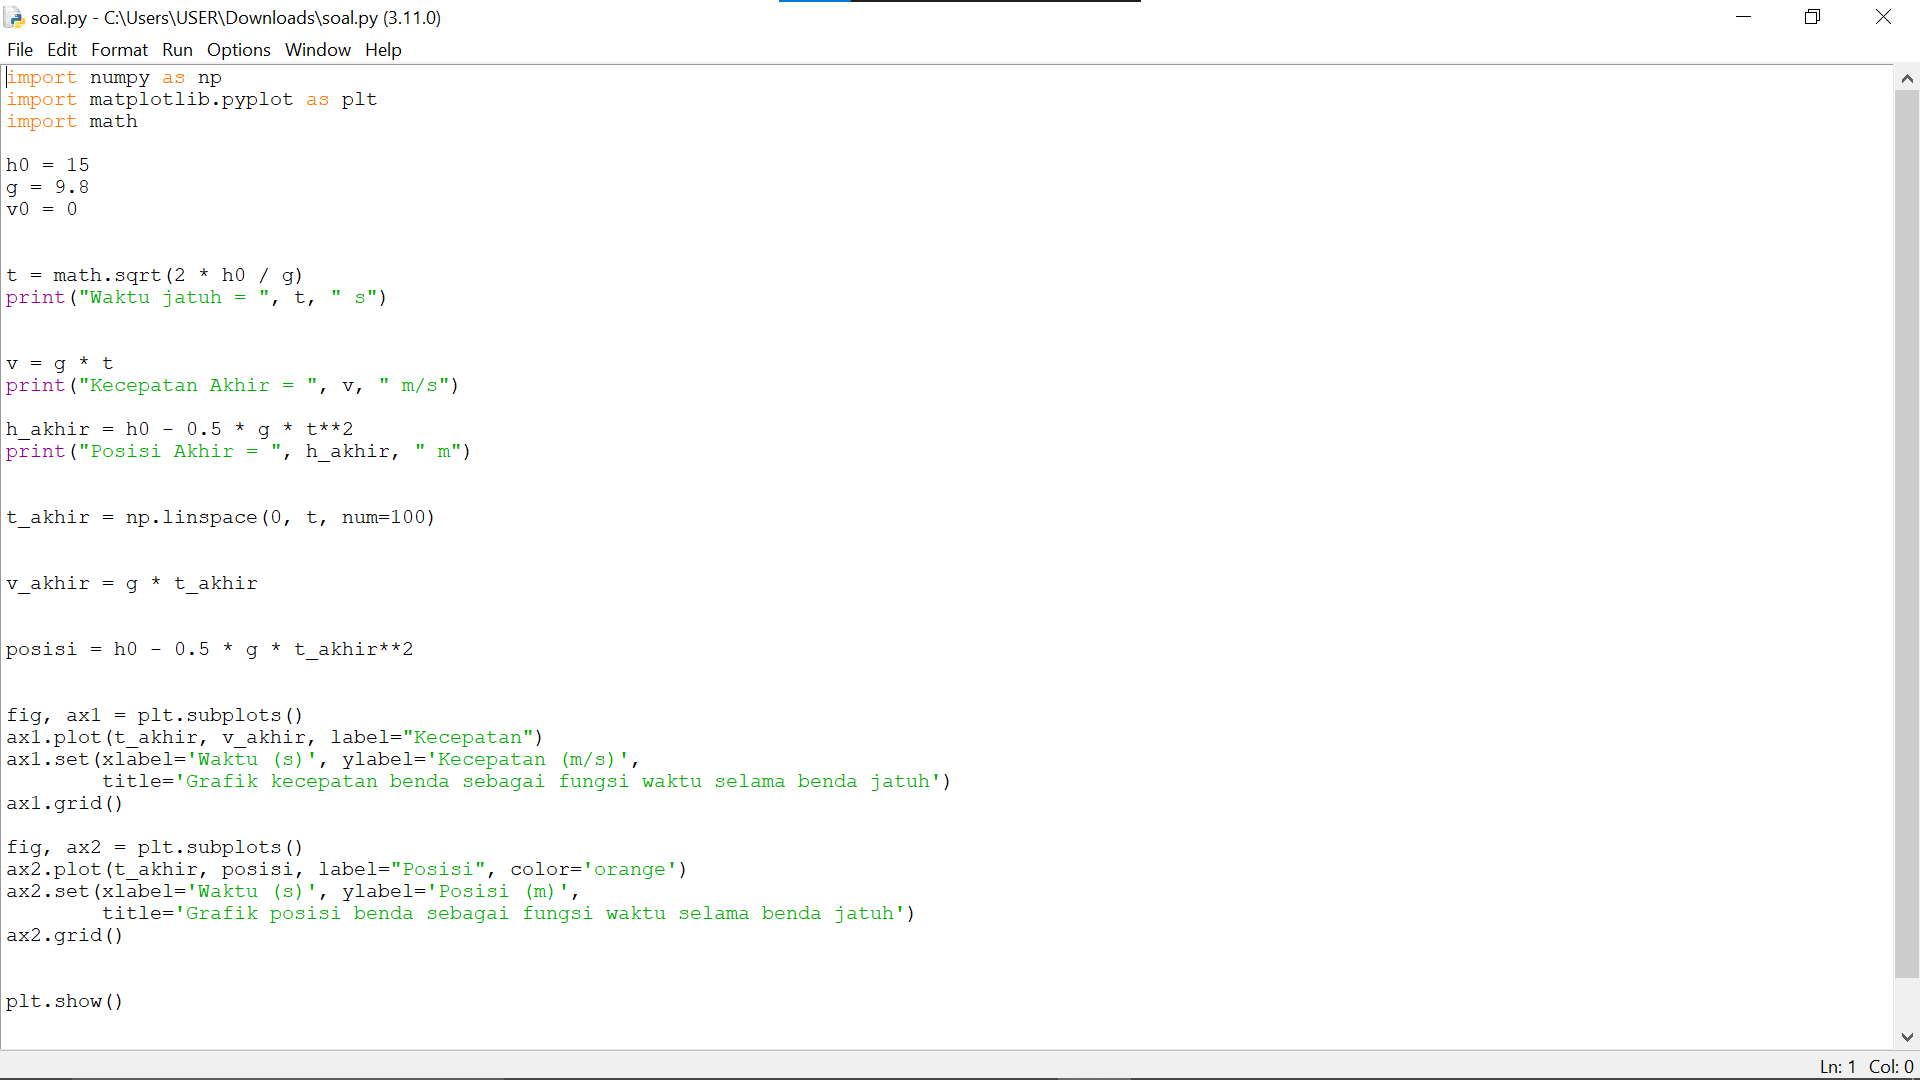 soal.py - C:\Users\USER\Downloads\soal.py (3.11.0)
File Edit Format Run Options Window Help
import numpy as np
import matplotlib.pyplot as plt
import math
h0 = 15
g = 9.8
v0 = 0
t = math.sqrt(2 * h0 / g)
print("Waktu jatuh = ", t, " s")
v = g * t
print("Kecepatan Akhir = ", v, " m/s")
h_akhir = h0 - 0.5 * g * t**2
print("Posisi Akhir = ", h_akhir, " m")
t_akhir = np.linspace(0, t, num=100)
v_akhir = g * t_akhir
posisi = h0 - 0.5 * g * t_akhir**2
fig, ax1 = plt.subplots()
ax1.plot(t_akhir, v_akhir, label="Kecepatan")
ax1.set(xlabel='Waktu (s)', ylabel='Kecepatan (m/s)',
        title='Grafik kecepatan benda sebagai fungsi waktu selama benda jatuh')
ax1.grid()
fig, ax2 = plt.subplots()
ax2.plot(t_akhir, posisi, label="Posisi", color='orange')
ax2.set(xlabel='Waktu (s)', ylabel='Posisi (m)',
        title='Grafik posisi benda sebagai fungsi waktu selama benda jatuh')
ax2.grid()
plt.show()
Ln: 1 Col: 0